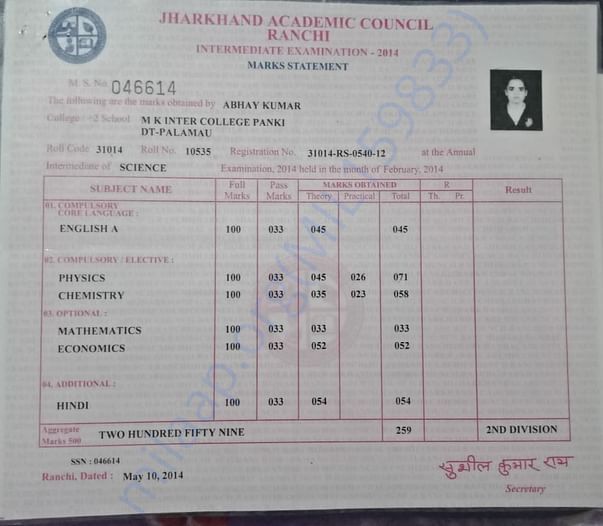 JHARKHAND ACADEMIC COUNCIL
RANCHI
INTERMEDIATE EXAMINATION - 2014
MARKS STATEMENT
M. S. No. 046614
The following are the marks obtained by ABHAY KUMAR
College / +2 School M K INTER COLLEGE PANKI
DT-PALAMAU
Roll Code 31014 Roll No. 10535 Registration No. 31014-RS-0540-12 at the Annual
Intermediate of SCIENCE Examination, 2014 held in the month of February, 2014
SUBJECT NAME Full Marks Pass Marks MARKS OBTAINED R Result
Theory Practical Total Th. Pr.
01. COMPULSORY
CORE LANGUAGE :
ENGLISH A 100 033 045 045
02. COMPULSORY / ELECTIVE :
PHYSICS 100 033 045 026 071
CHEMISTRY 100 033 035 023 058
03. OPTIONAL :
MATHEMATICS 100 033 033 033
ECONOMICS 100 033 052 052
04. ADDITIONAL :
HINDI 100 033 054 054
Aggregate
Marks 500 TWO HUNDRED FIFTY NINE 259 2ND DIVISION
SSN : 046614
Ranchi, Dated : May 10, 2014
सुशील कुमार राय
Secretary